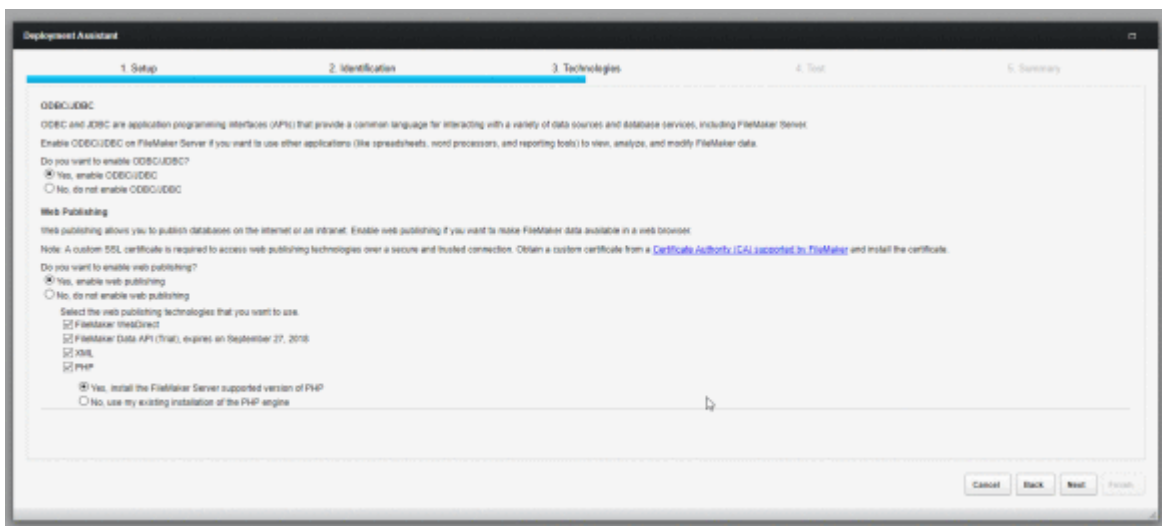 Deployment Assistant
1. Setup
2. Identification
3. Technologies
4. Test
5. Summary
ODBC/JDBC
ODBC and JDBC are application programming interfaces (APIs) that provide a common language for interacting with a variety of data sources and database services, including FileMaker Server.
Enable ODBC/JDBC on FileMaker Server if you want to use other applications (like spreadsheets, word processors, and reporting tools) to view, analyze, and modify FileMaker data.
Do you want to enable ODBC/JDBC?
Yes, enable ODBC/JDBC
No, do not enable ODBC/JDBC
Web Publishing
Web publishing allows you to publish databases on the internet or an intranet. Enable web publishing if you want to make FileMaker data available in a web browser.
Note: A custom SSL certificate is required to access web publishing technologies over a secure and trusted connection. Obtain a custom certificate from a Certificate Authority (CA) supported by FileMaker and install the certificate.
Do you want to enable web publishing?
Yes, enable web publishing
No, do not enable web publishing
Select the web publishing technologies that you want to use.
FileMaker WebDirect
FileMaker Data API (Trial), expires on September 27, 2018
XML
PHP
Yes, install the FileMaker Server supported version of PHP
No, use my existing installation of the PHP engine
Cancel
Back
Next
Finish